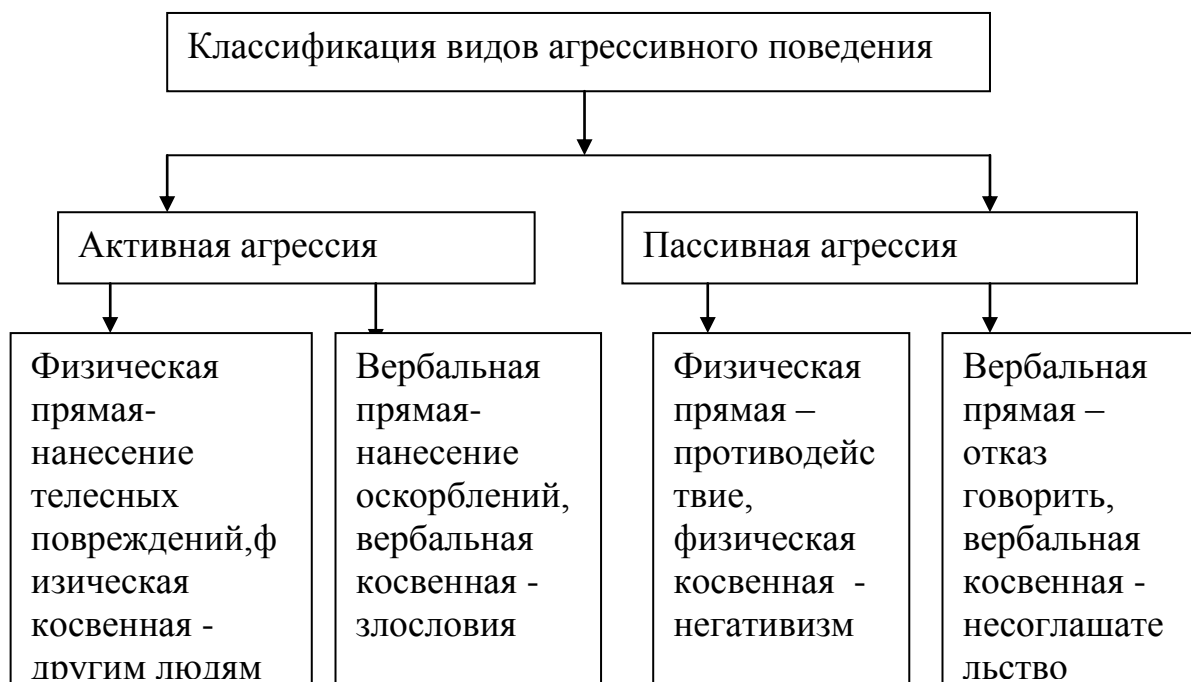 Классификация видов агрессивного поведения
Активная агрессия
Пассивная агрессия
Физическая
прямая-
нанесение
телесных
повреждений,ф
изическая
косвенная -
другим людям
Вербальная
прямая-
нанесение
оскорблений,
вербальная
косвенная -
злословия
Физическая
прямая –
противодейс
твие,
физическая
косвенная -
негативизм
Вербальная
прямая –
отказ
говорить,
вербальная
косвенная -
несоглашате
льство